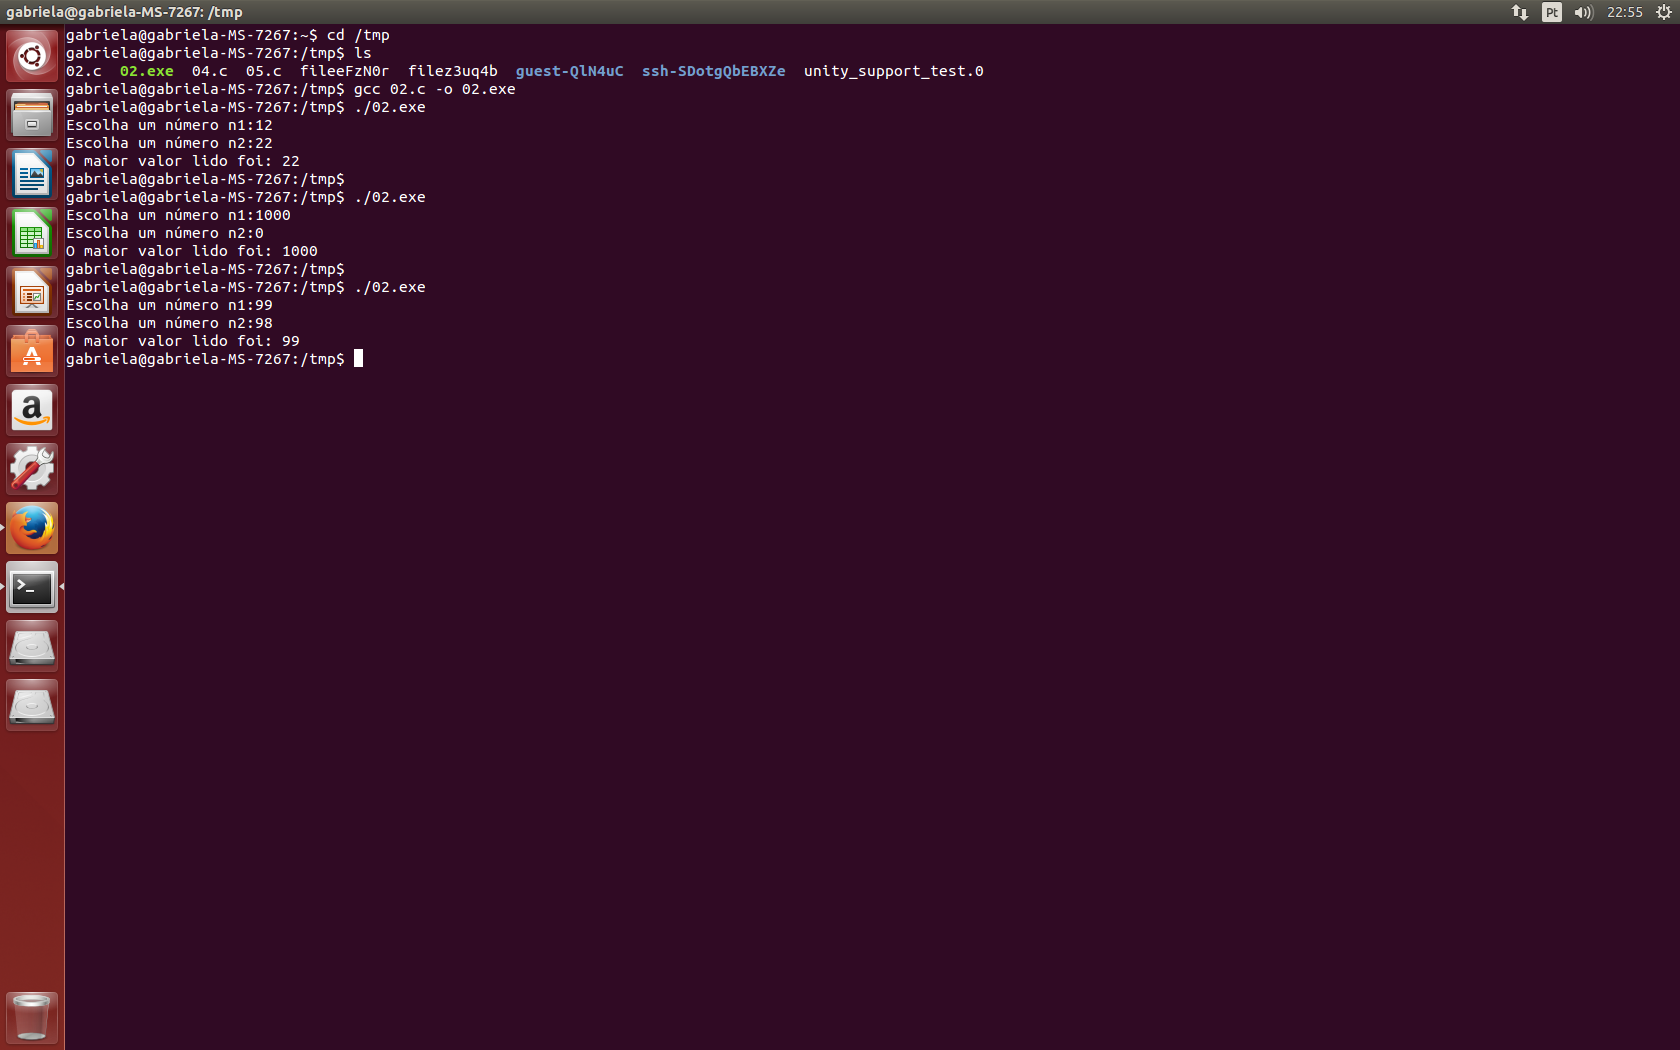 gabriela@gabriela-MS-7267: /tmp
Pt
22:55
gabriela@gabriela-MS-7267:~$ cd /tmp
gabriela@gabriela-MS-7267:/tmp$ ls
02.c  02.exe  04.c  05.c  fileeFzN0r  filez3uq4b  guest-QlN4uC  ssh-SDotgQbEBXZe  unity_support_test.0
gabriela@gabriela-MS-7267:/tmp$ gcc 02.c -o 02.exe
gabriela@gabriela-MS-7267:/tmp$ ./02.exe
Escolha um número n1:12
Escolha um número n2:22
O maior valor lido foi: 22
gabriela@gabriela-MS-7267:/tmp$
gabriela@gabriela-MS-7267:/tmp$ ./02.exe
Escolha um número n1:1000
Escolha um número n2:0
O maior valor lido foi: 1000
gabriela@gabriela-MS-7267:/tmp$
gabriela@gabriela-MS-7267:/tmp$ ./02.exe
Escolha um número n1:99
Escolha um número n2:98
O maior valor lido foi: 99
gabriela@gabriela-MS-7267:/tmp$